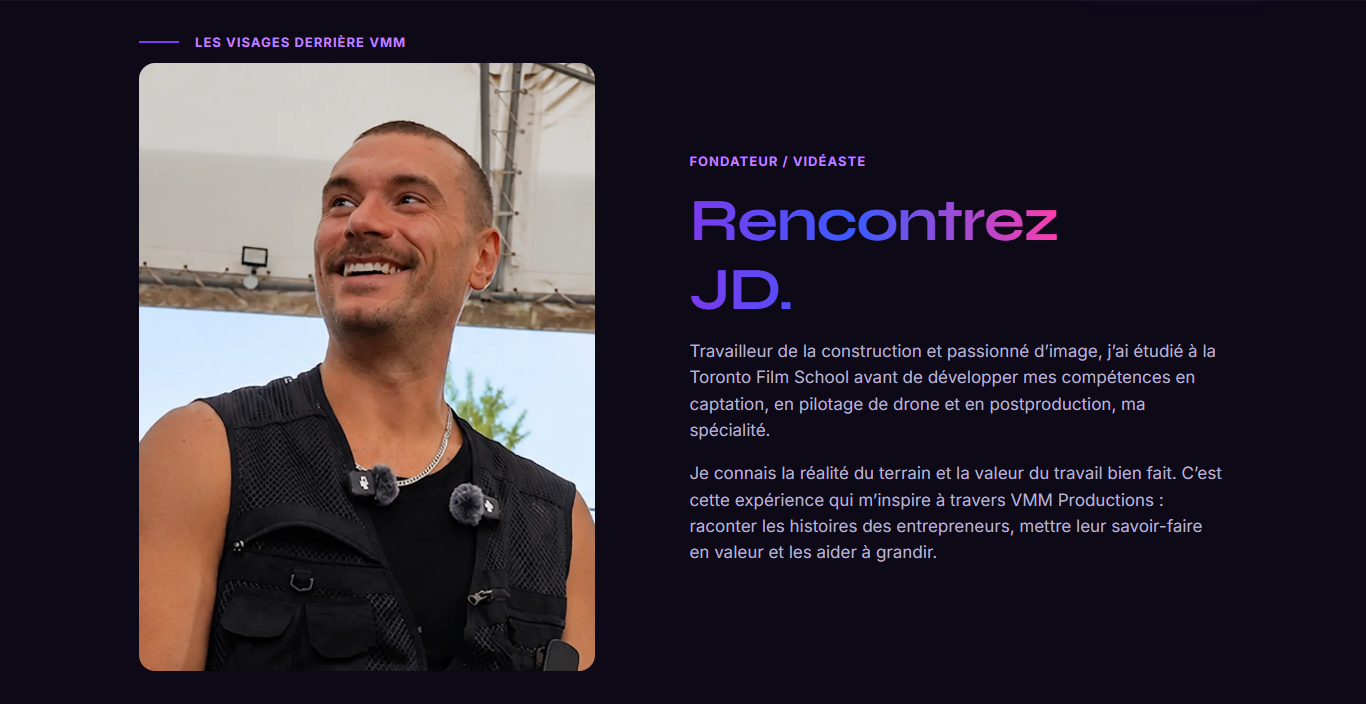 LES VISAGES DERRIÈRE VMM
FONDATEUR / VIDÉASTE
Rencontrez
JD.
Travailleur de la construction et passionné d’image, j’ai étudié à la
Toronto Film School avant de développer mes compétences en
captation, en pilotage de drone et en postproduction, ma
spécialité.
Je connais la réalité du terrain et la valeur du travail bien fait. C’est
cette expérience qui m’inspire à travers VMM Productions :
raconter les histoires des entrepreneurs, mettre leur savoir-faire
en valeur et les aider à grandir.